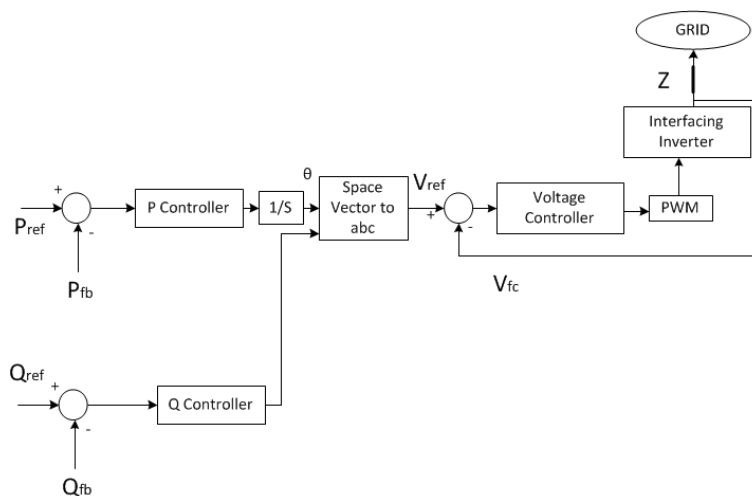 GRID
Z
Interfacing
Inverter
θ
Space
Vector to
abc
Vref
+
-
Voltage
Controller
PWM
Vfc
+
-
Pref
P Controller
1/S
Pfb
Qref
+
-
Q Controller
Qfb